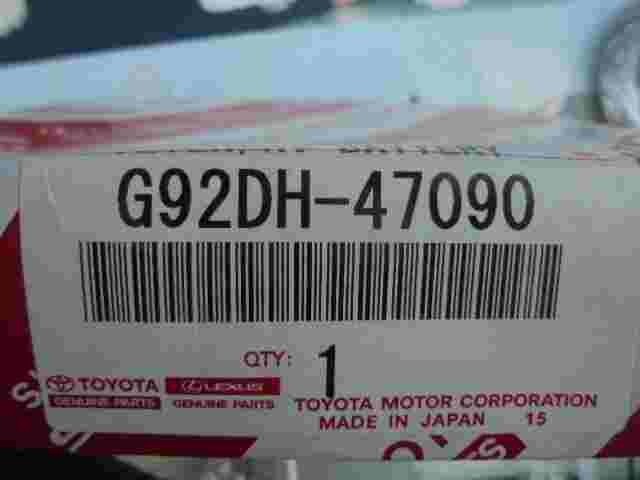 G92DH-47090
QTY: 1
TOYOTA LEXUS
GENUINE PARTS GENUINE PARTS
TOYOTA MOTOR CORPORATION
MADE IN JAPAN 15